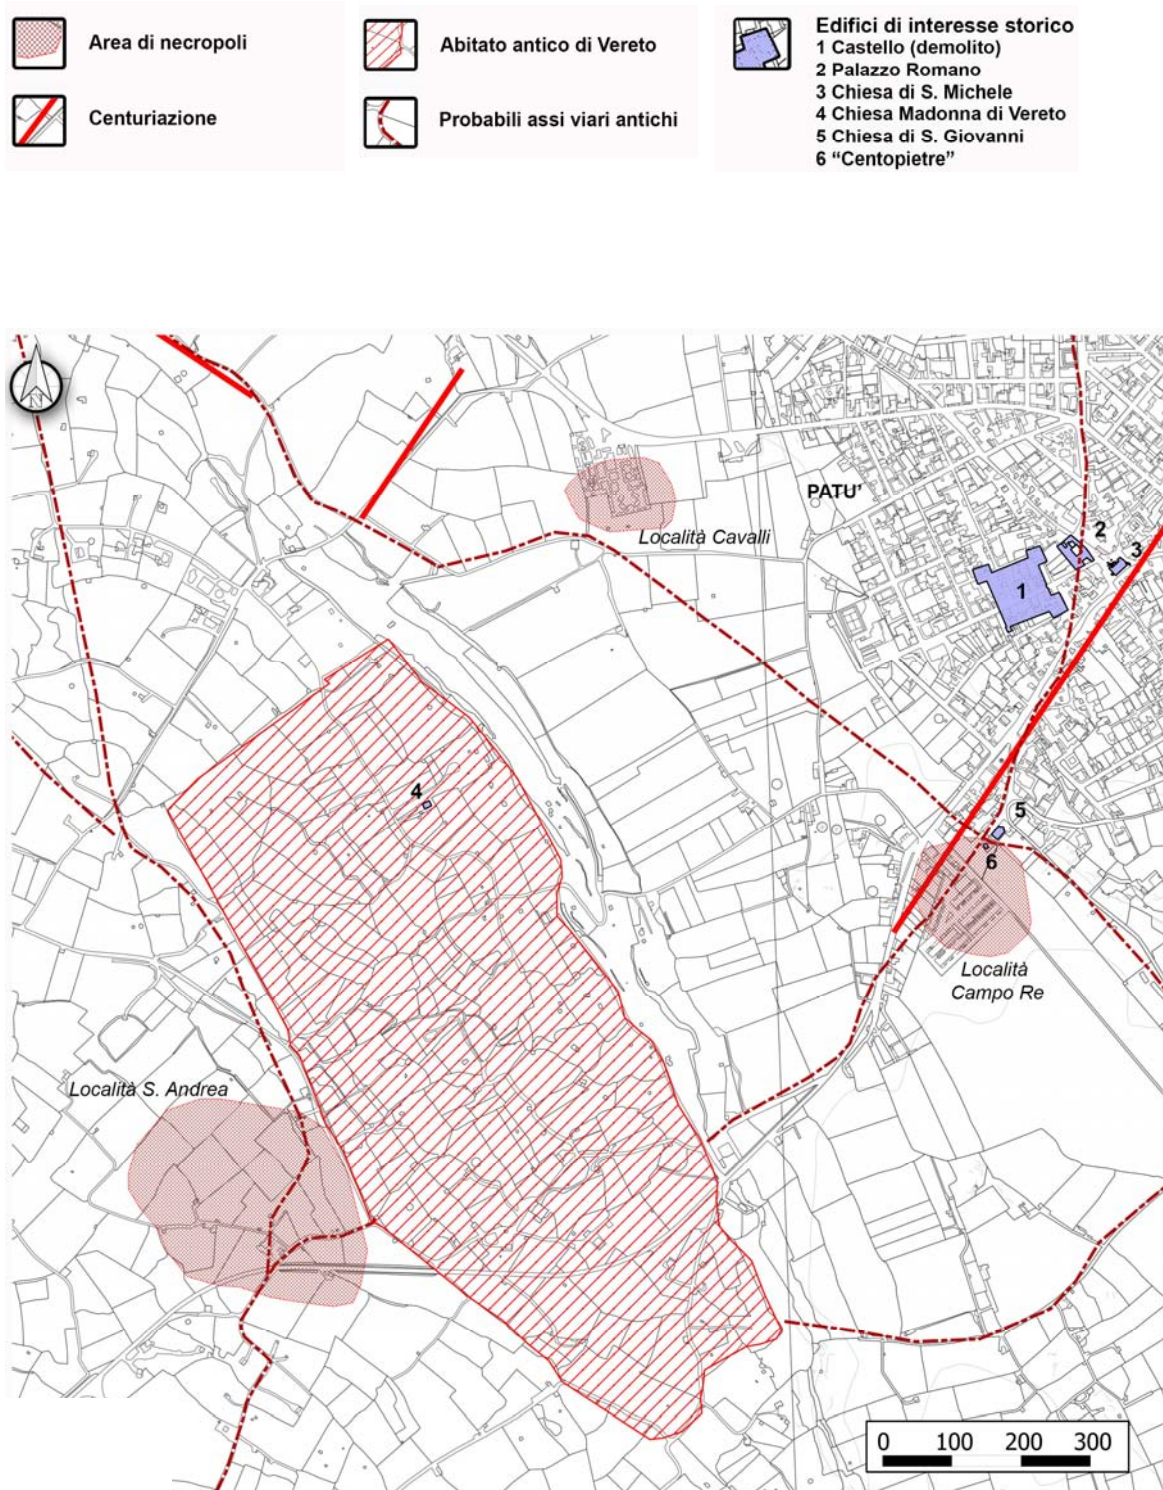 Area di necropoli
Centuriazione
Abitato antico di Vereto
Probabili assi viari antichi
Edifici di interesse storico
1 Castello (demolito)
2 Palazzo Romano
3 Chiesa di S. Michele
4 Chiesa Madonna di Vereto
5 Chiesa di S. Giovanni
6 “Centopietre”
N
PATU'
Località Cavalli
2
3
1
4
5
6
Località
Campo Re
Località S. Andrea
0 100 200 300